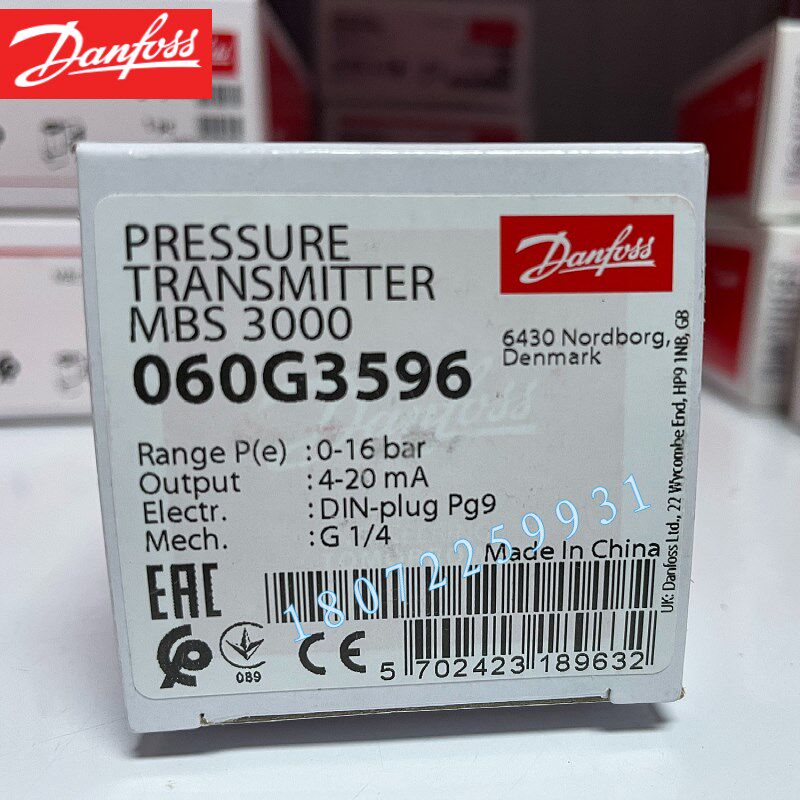 Danfoss
PRESSURE
TRANSMITTER
MBS 3000
060G3596
Danfoss
6430 Nordborg,
Denmark
Range P(e) : 0-16 bar
Output : 4-20 mA
Electr. : DIN-plug Pg9
Mech. : G 1/4
Made In China
18072259931
EAC
089
CE
5 702423 189632
UK: Danfoss Ltd., 22 Wycombe End, HP9 1NB, GB
Danfoss